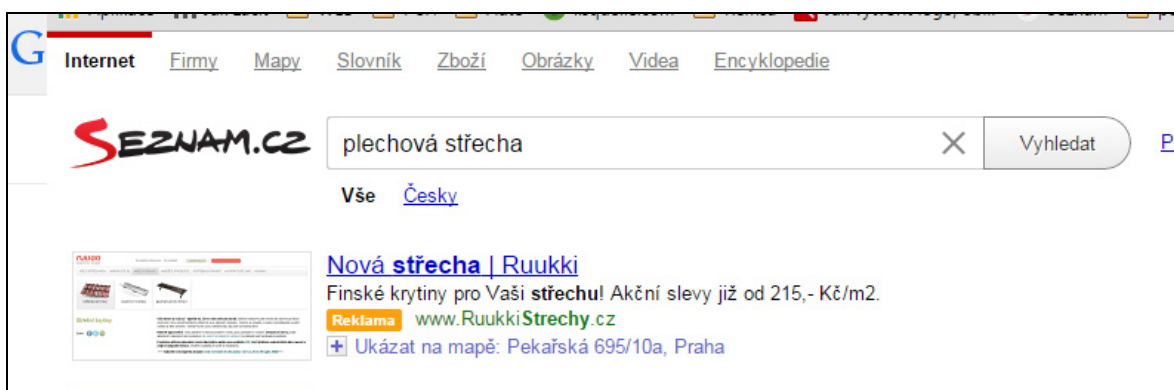 G
Internet Firmy Mapy Slovník Zboží Obrázky Videa Encyklopedie
SEZNAM.CZ plechová střecha Vyhledat P
Vše Česky
Nová střecha | Ruukki
Finské krytiny pro Vaši střechu! Akční slevy již od 215,- Kč/m2.
Reklama www.RuukkiStrechy.cz
Ukázat na mapě: Pekařská 695/10a, Praha